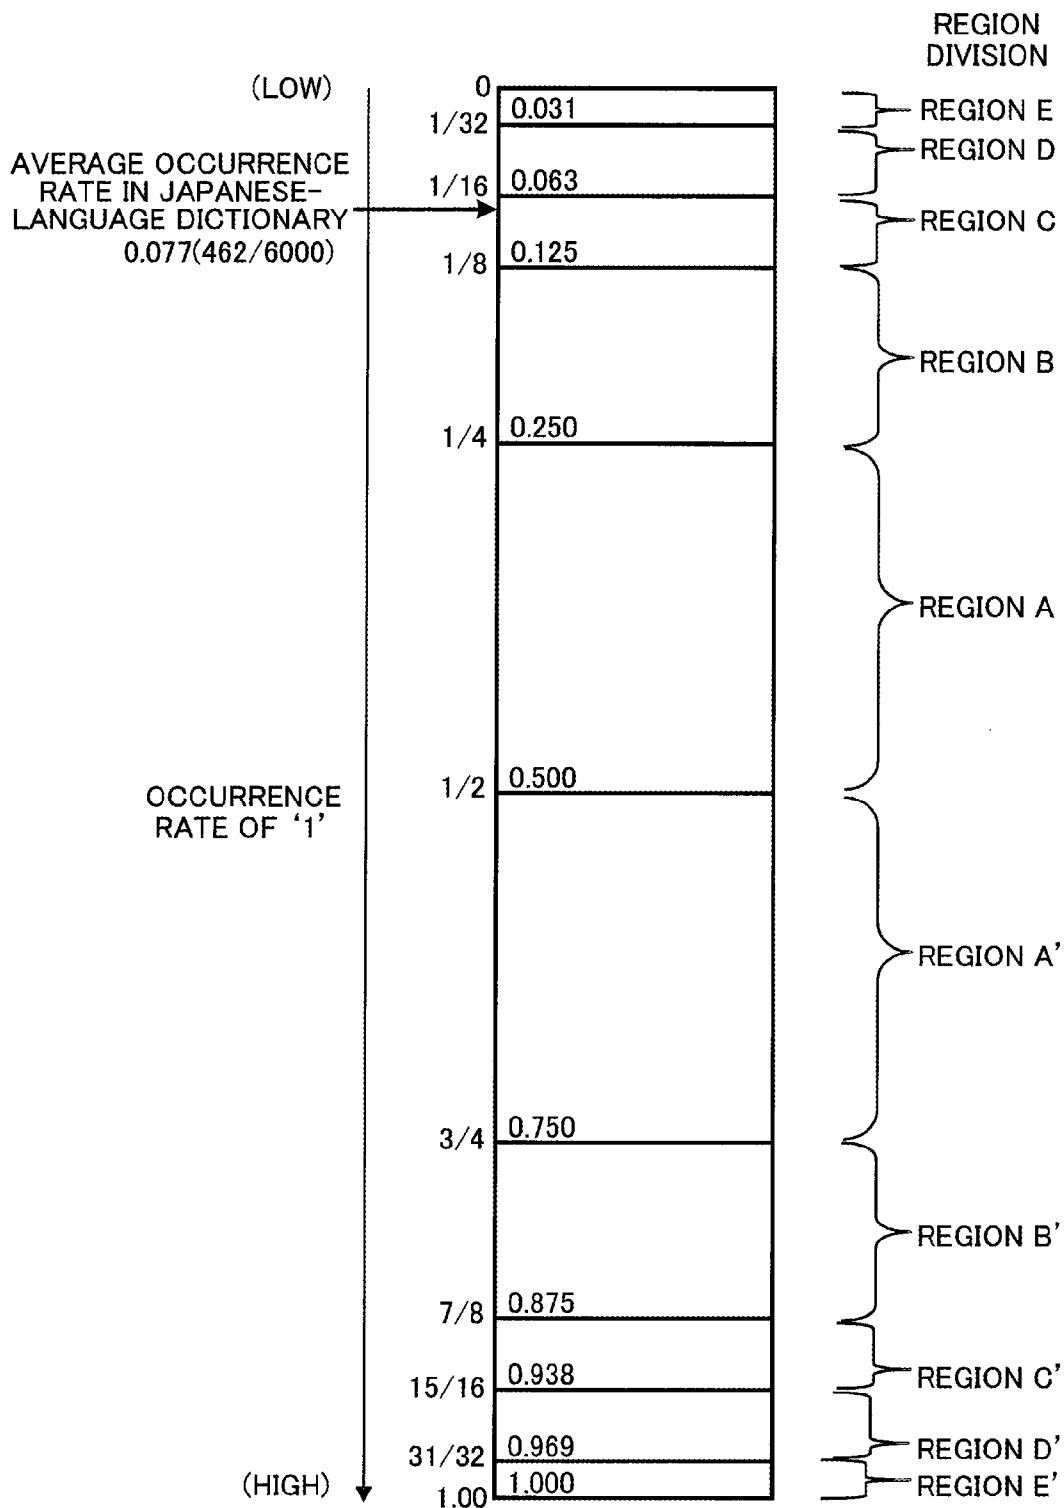 REGION
DIVISION
(LOW)
0
0.031
REGION E
1/32
REGION D
AVERAGE OCCURRENCE
RATE IN JAPANESE-
LANGUAGE DICTIONARY
0.077(462/6000)
1/16
0.063
REGION C
1/8
0.125
REGION B
1/4
0.250
REGION A
1/2
0.500
OCCURRENCE
RATE OF ‘1’
REGION A’
3/4
0.750
REGION B’
7/8
0.875
REGION C’
15/16
0.938
REGION D’
31/32
0.969
(HIGH)
1.000
REGION E’
1.00